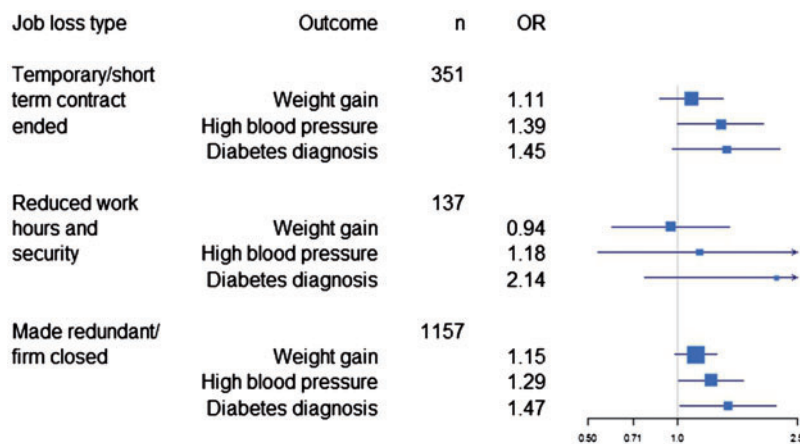 Job loss type Outcome n OR
Temporary/short 351
term contract Weight gain 1.11
ended High blood pressure 1.39
Diabetes diagnosis 1.45
Reduced work 137
hours and Weight gain 0.94
security High blood pressure 1.18
Diabetes diagnosis 2.14
Made redundant/ 1157
firm closed Weight gain 1.15
High blood pressure 1.29
Diabetes diagnosis 1.47
0.50 0.71 1.0 2.5